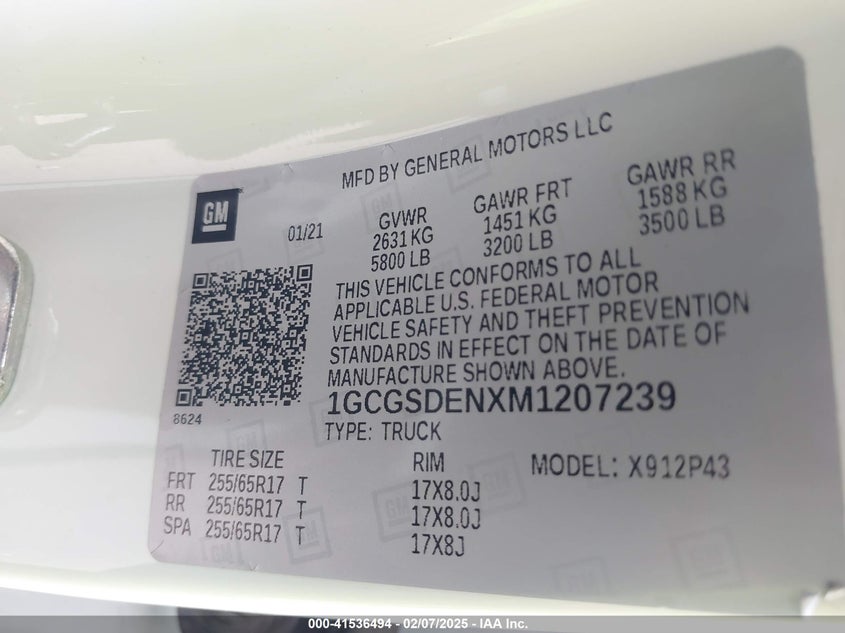 MFD BY GENERAL MOTORS LLC
GM
01/21
GVWR
2631 KG
5800 LB
GAWR FRT
1451 KG
3200 LB
GAWR RR
1588 KG
3500 LB
THIS VEHICLE CONFORMS TO ALL
APPLICABLE U.S. FEDERAL MOTOR
VEHICLE SAFETY AND THEFT PREVENTION
STANDARDS IN EFFECT ON THE DATE OF
MANUFACTURE SHOWN ABOVE.
8624
1GCGSDENXM1207239
TYPE: TRUCK
TIRE SIZE RIM MODEL: X912P43
FRT 255/65R17 T 17X8.0J
RR 255/65R17 T 17X8.0J
SPA 255/65R17 T 17X8J
000-41536494 - 02/07/2025 - IAA Inc.